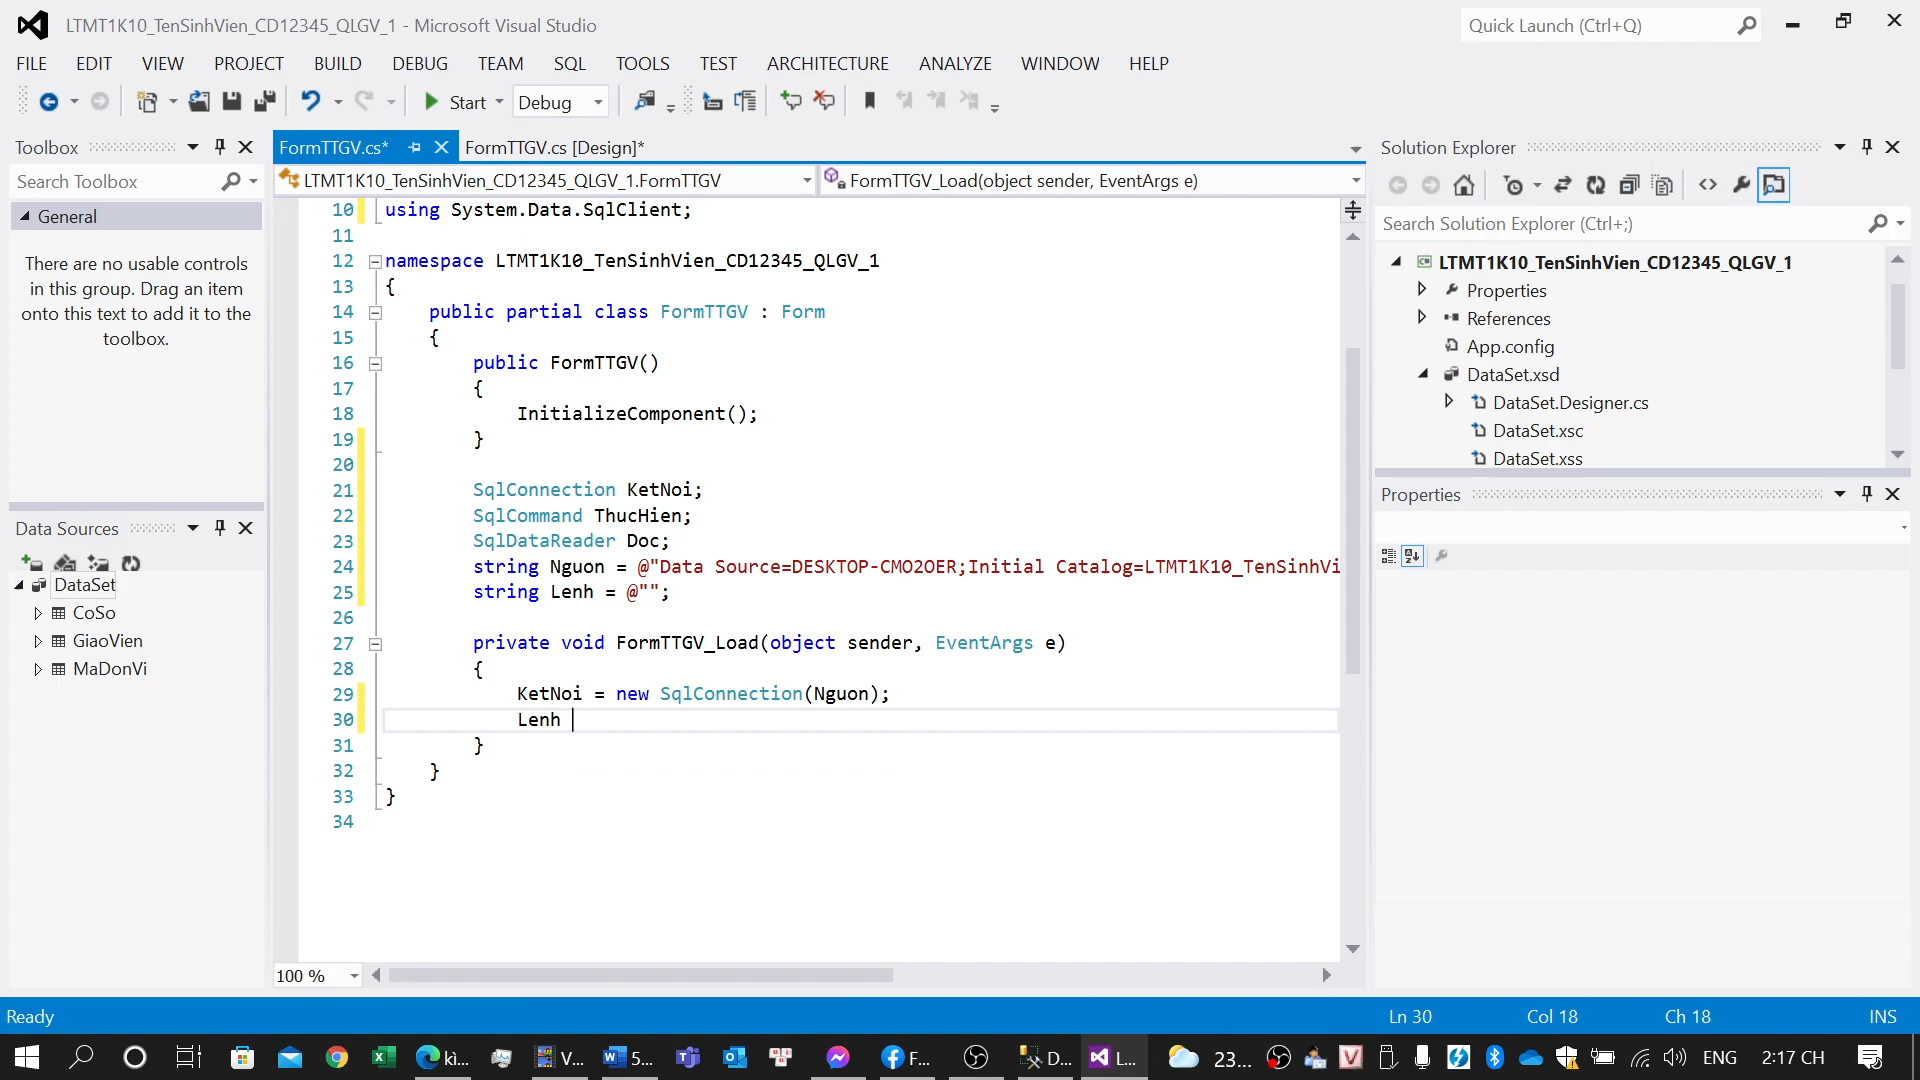 LTMT1K10_TenSinhVien_CD12345_QLGV_1 - Microsoft Visual Studio
Quick Launch (Ctrl+Q)
FILE EDIT VIEW PROJECT BUILD DEBUG TEAM SQL TOOLS TEST ARCHITECTURE ANALYZE WINDOW HELP
Start Debug
Toolbox
Search Toolbox
General
There are no usable controls
in this group. Drag an item
onto this text to add it to the
toolbox.
Data Sources
DataSet
CoSo
GiaoVien
MaDonVi
FormTTGV.cs* FormTTGV.cs [Design]*
LTMT1K10_TenSinhVien_CD12345_QLGV_1.FormTTGV FormTTGV_Load(object sender, EventArgs e)
10 using System.Data.SqlClient;
11
12 namespace LTMT1K10_TenSinhVien_CD12345_QLGV_1
13 {
14 public partial class FormTTGV : Form
15 {
16 public FormTTGV()
17 {
18 InitializeComponent();
19 }
20
21 SqlConnection KetNoi;
22 SqlCommand ThucHien;
23 SqlDataReader Doc;
24 string Nguon = @"Data Source=DESKTOP-CMO2OER;Initial Catalog=LTMT1K10_TenSinhVi
25 string Lenh = @"";
26
27 private void FormTTGV_Load(object sender, EventArgs e)
28 {
29 KetNoi = new SqlConnection(Nguon);
30 Lenh
31 }
32 }
33 }
34
100 %
Solution Explorer
Search Solution Explorer (Ctrl+;)
LTMT1K10_TenSinhVien_CD12345_QLGV_1
Properties
References
App.config
DataSet.xsd
DataSet.Designer.cs
DataSet.xsc
DataSet.xss
Properties
Ready Ln 30 Col 18 Ch 18 INS
kì... V... 5... F... D... L... 23... ENG 2:17 CH